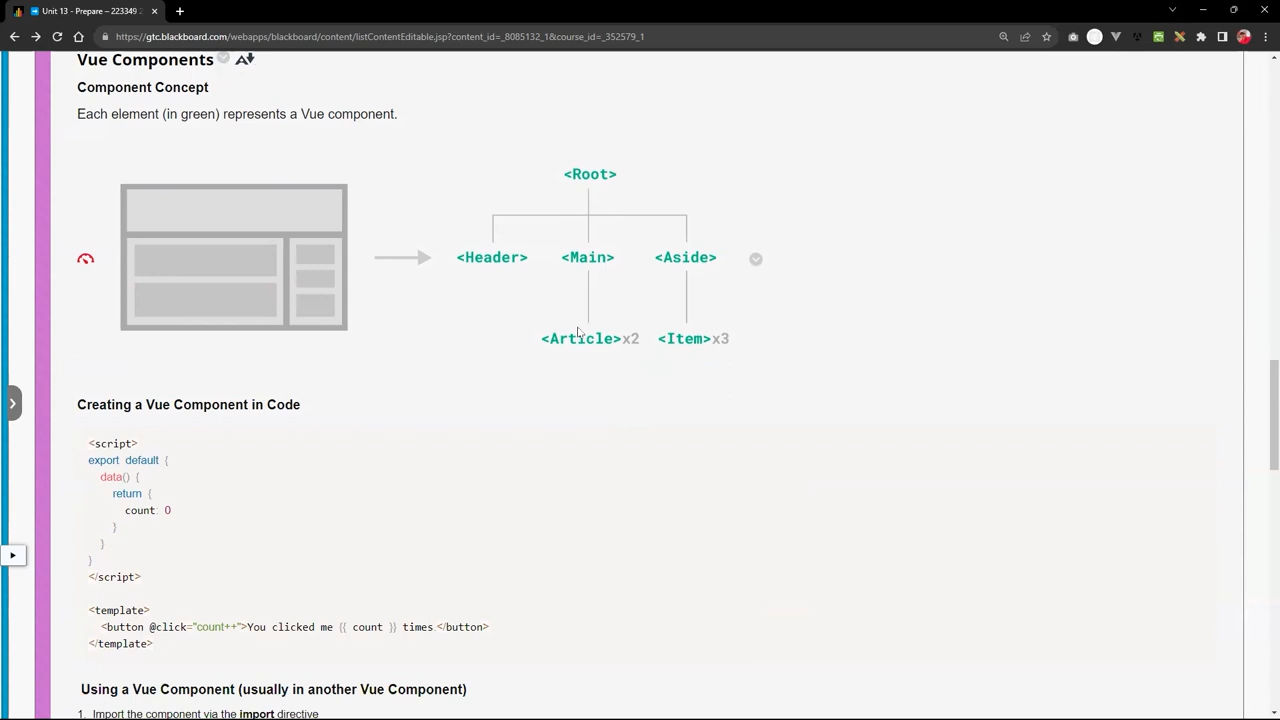 Unit 13 - Prepare – 223349 2
https://gtc.blackboard.com/webapps/blackboard/content/listContentEditable.jsp?content_id=_8085132_1&course_id=_352579_1
Vue Components
Component Concept
Each element (in green) represents a Vue component.
<Root>
<Header> <Main> <Aside>
<Article>x2 <Item>x3
Creating a Vue Component in Code
<script>
export default {
data() {
return {
count: 0
}
}
}
</script>
<template>
<button @click="count++">You clicked me {{ count }} times.</button>
</template>
Using a Vue Component (usually in another Vue Component)
1. Import the component via the import directive